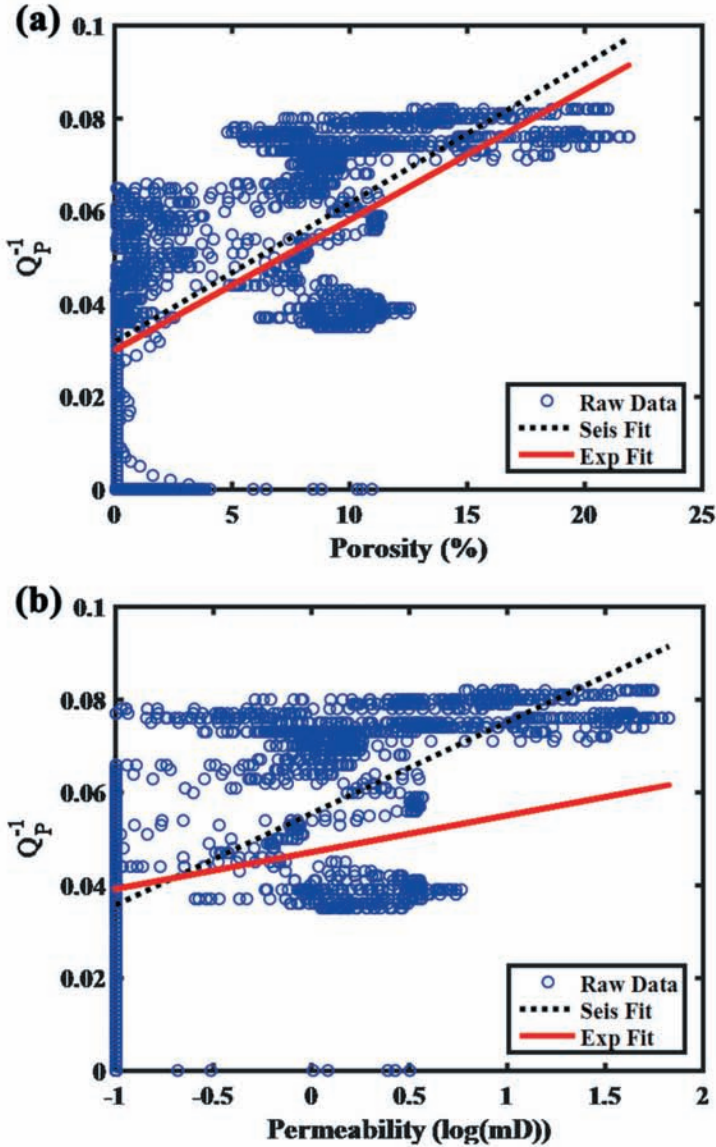 (a)
0.1
0.08
0.06
0.04
0.02
0
Q_P^-1
0 5 10 15 20 25
Porosity (%)
Raw Data
Seis Fit
Exp Fit
(b)
0.1
0.08
0.06
0.04
0.02
0
Q_P^-1
-1 -0.5 0 0.5 1 1.5 2
Permeability (log(mD))
Raw Data
Seis Fit
Exp Fit